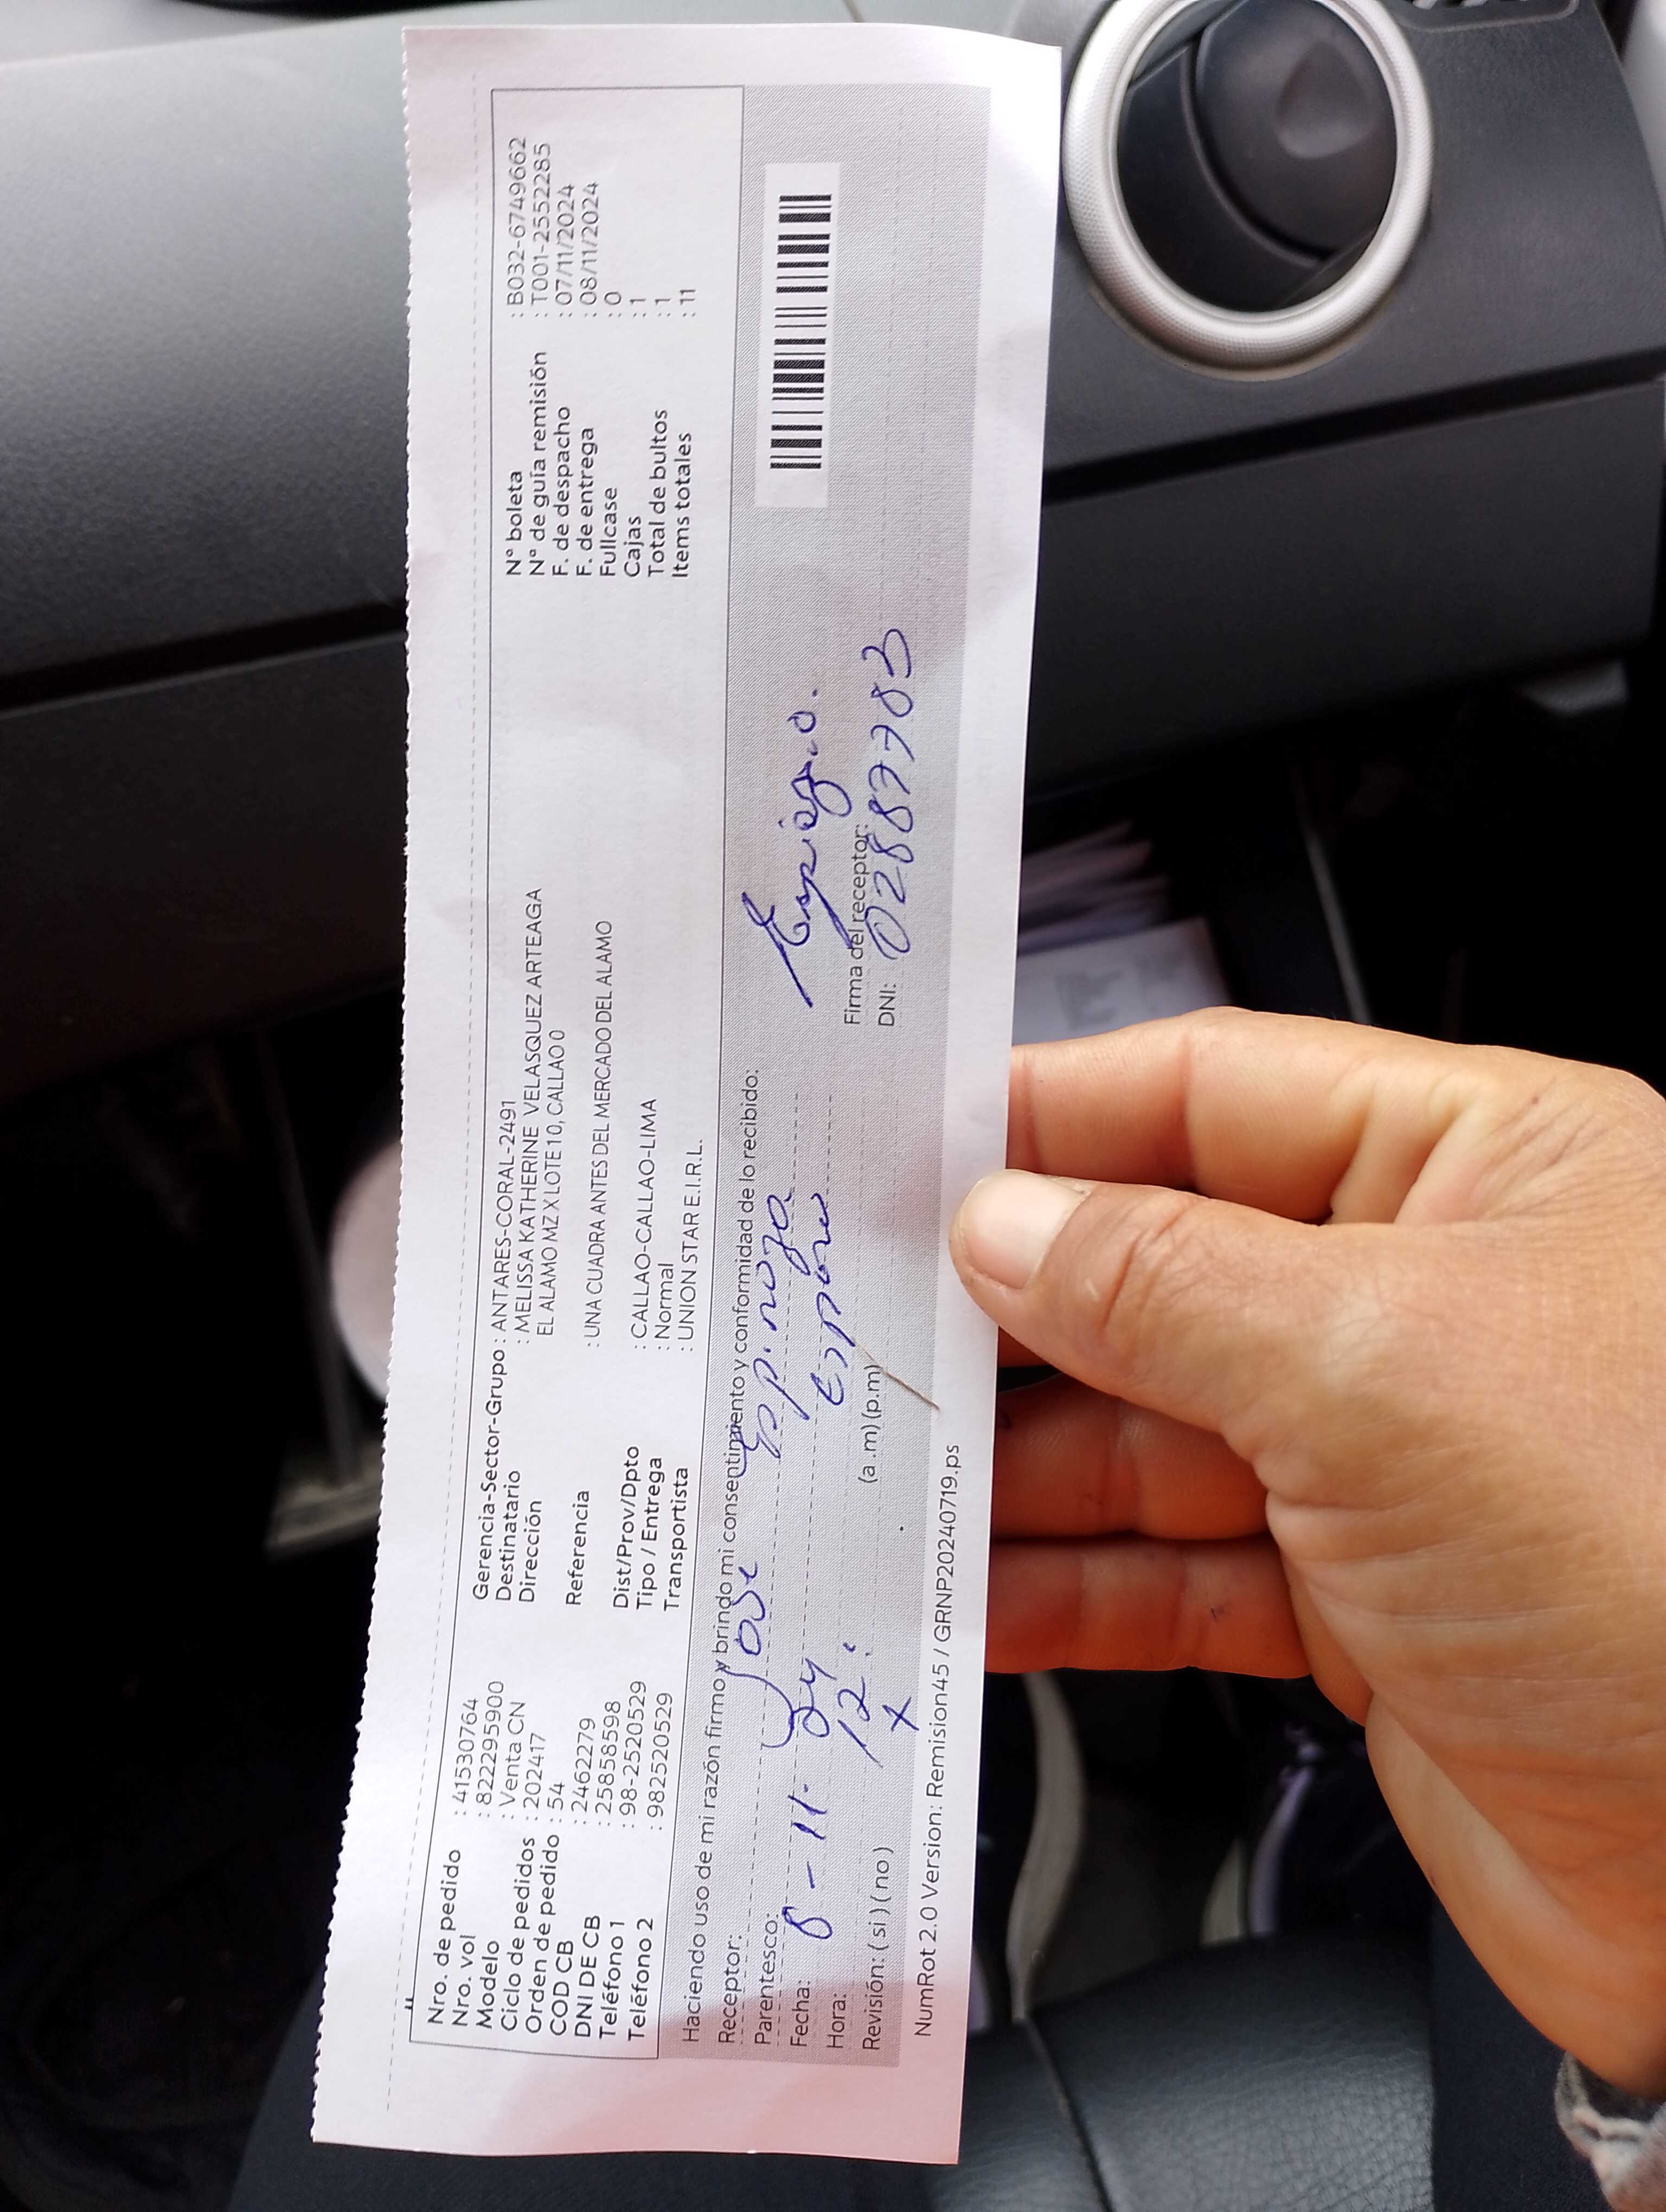 Nro. de pedido : 41530764
Nro. vol : 822295900
Modelo : Venta CN
Ciclo de pedidos : 202417
Orden de pedido : 54
COD CB : 2462279
DNI DE CB : 25858598
Teléfono 1 : 98-2520529
Teléfono 2 : 982520529
Gerencia-Sector-Grupo : ANTARES-CORAL-2491
Destinatario : MELISSA KATHERINE VELASQUEZ ARTEAGA
Dirección EL ALAMO MZ X LOTE 10, CALLAO 0
Referencia : UNA CUADRA ANTES DEL MERCADO DEL ALAMO
Dist/Prov/Dpto : CALLAO-CALLAO-LIMA
Tipo / Entrega : Normal
Transportista : UNION STAR E.I.R.L.
N° boleta : B032-6749662
N° de guía remisión : T001-2552285
F. de despacho : 07/11/2024
F. de entrega : 08/11/2024
Fullcase : 0
Cajas : 1
Total de bultos : 1
Items totales : 11
Haciendo uso de mi razón firmo y brindo mi consentimiento y conformidad de lo recibido:
Receptor: Jose Espinoza
Parentesco:
Fecha: 8-11-24
Hora: 12: (a .m) (p.m)
Revisión: ( si ) ( no ) x
Firma del receptor:
DNI: 02887783
NumRot 2.0 Version: Remision45 / GRNP20240719.ps